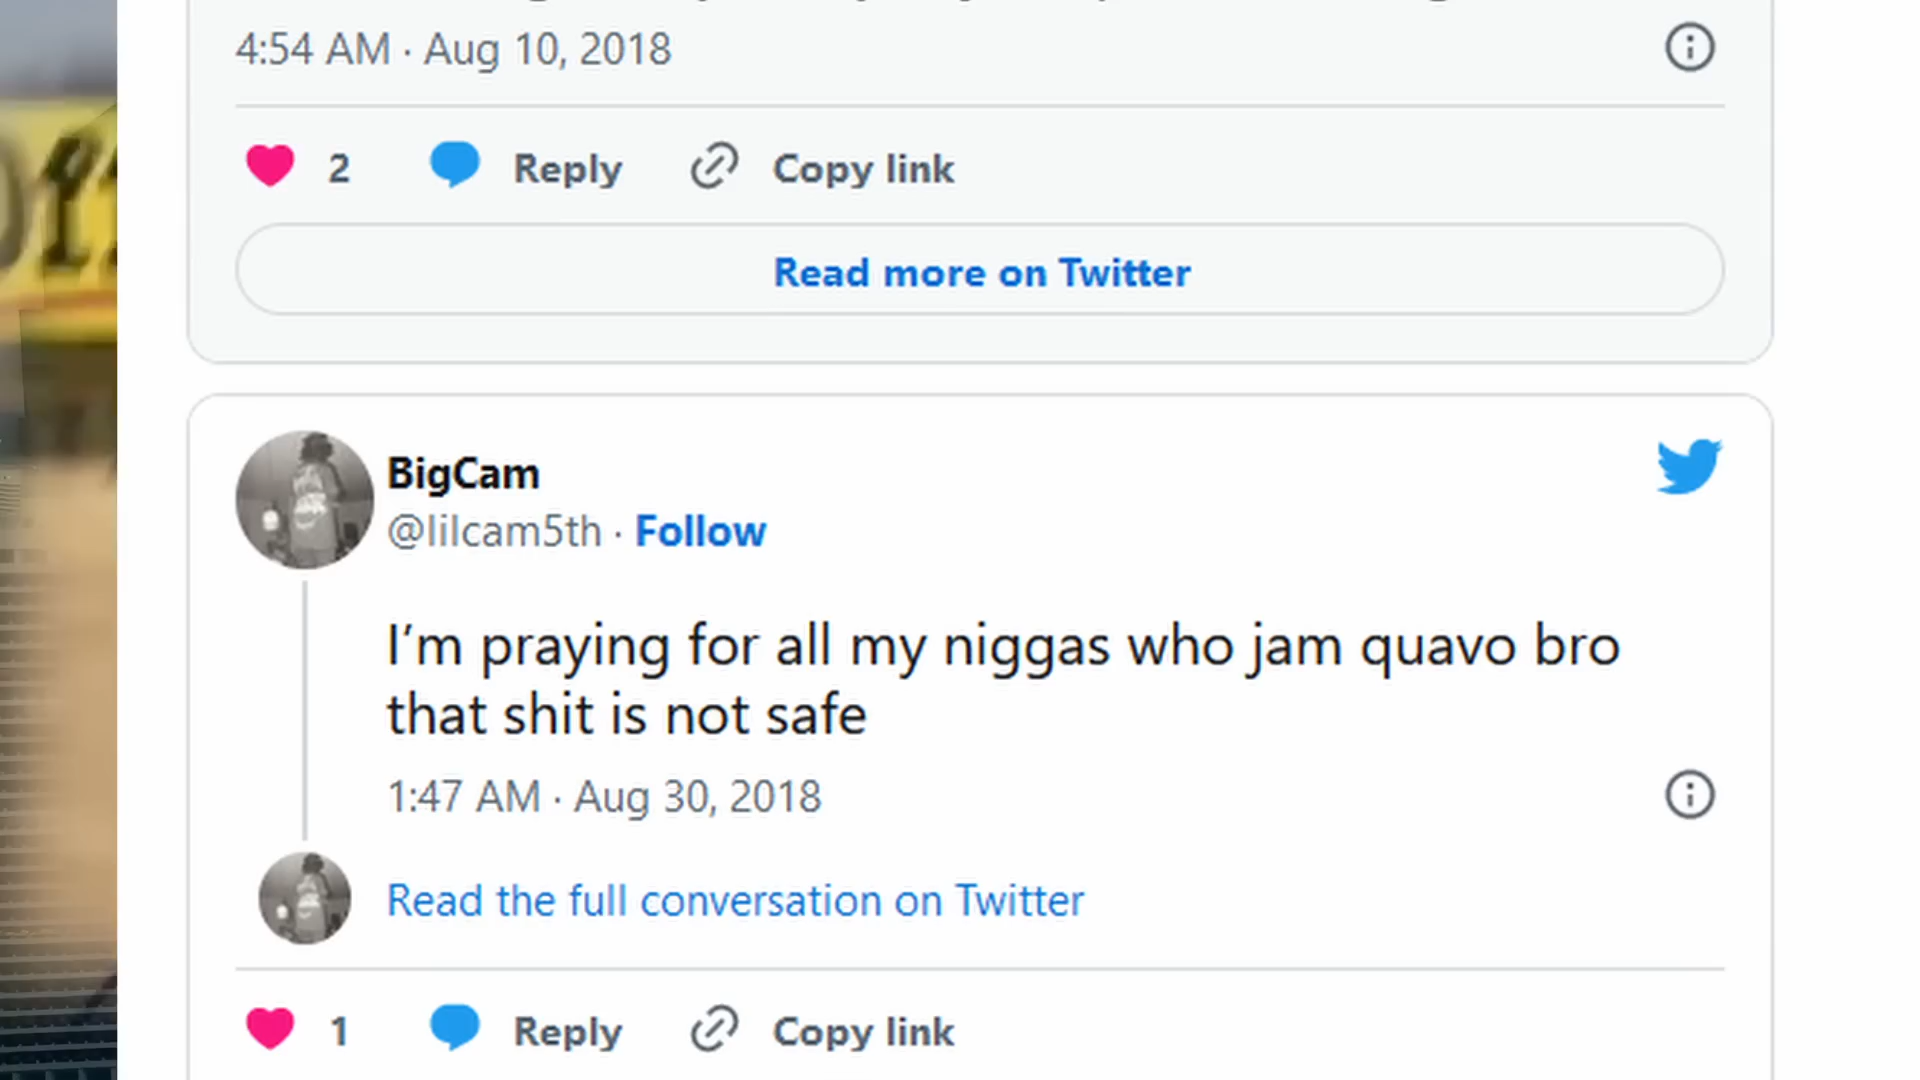 4:54 AM · Aug 10, 2018
2 Reply Copy link
Read more on Twitter
BigCam
@lilcam5th · Follow
I’m praying for all my niggas who jam quavo bro
that shit is not safe
1:47 AM · Aug 30, 2018
Read the full conversation on Twitter
1 Reply Copy link